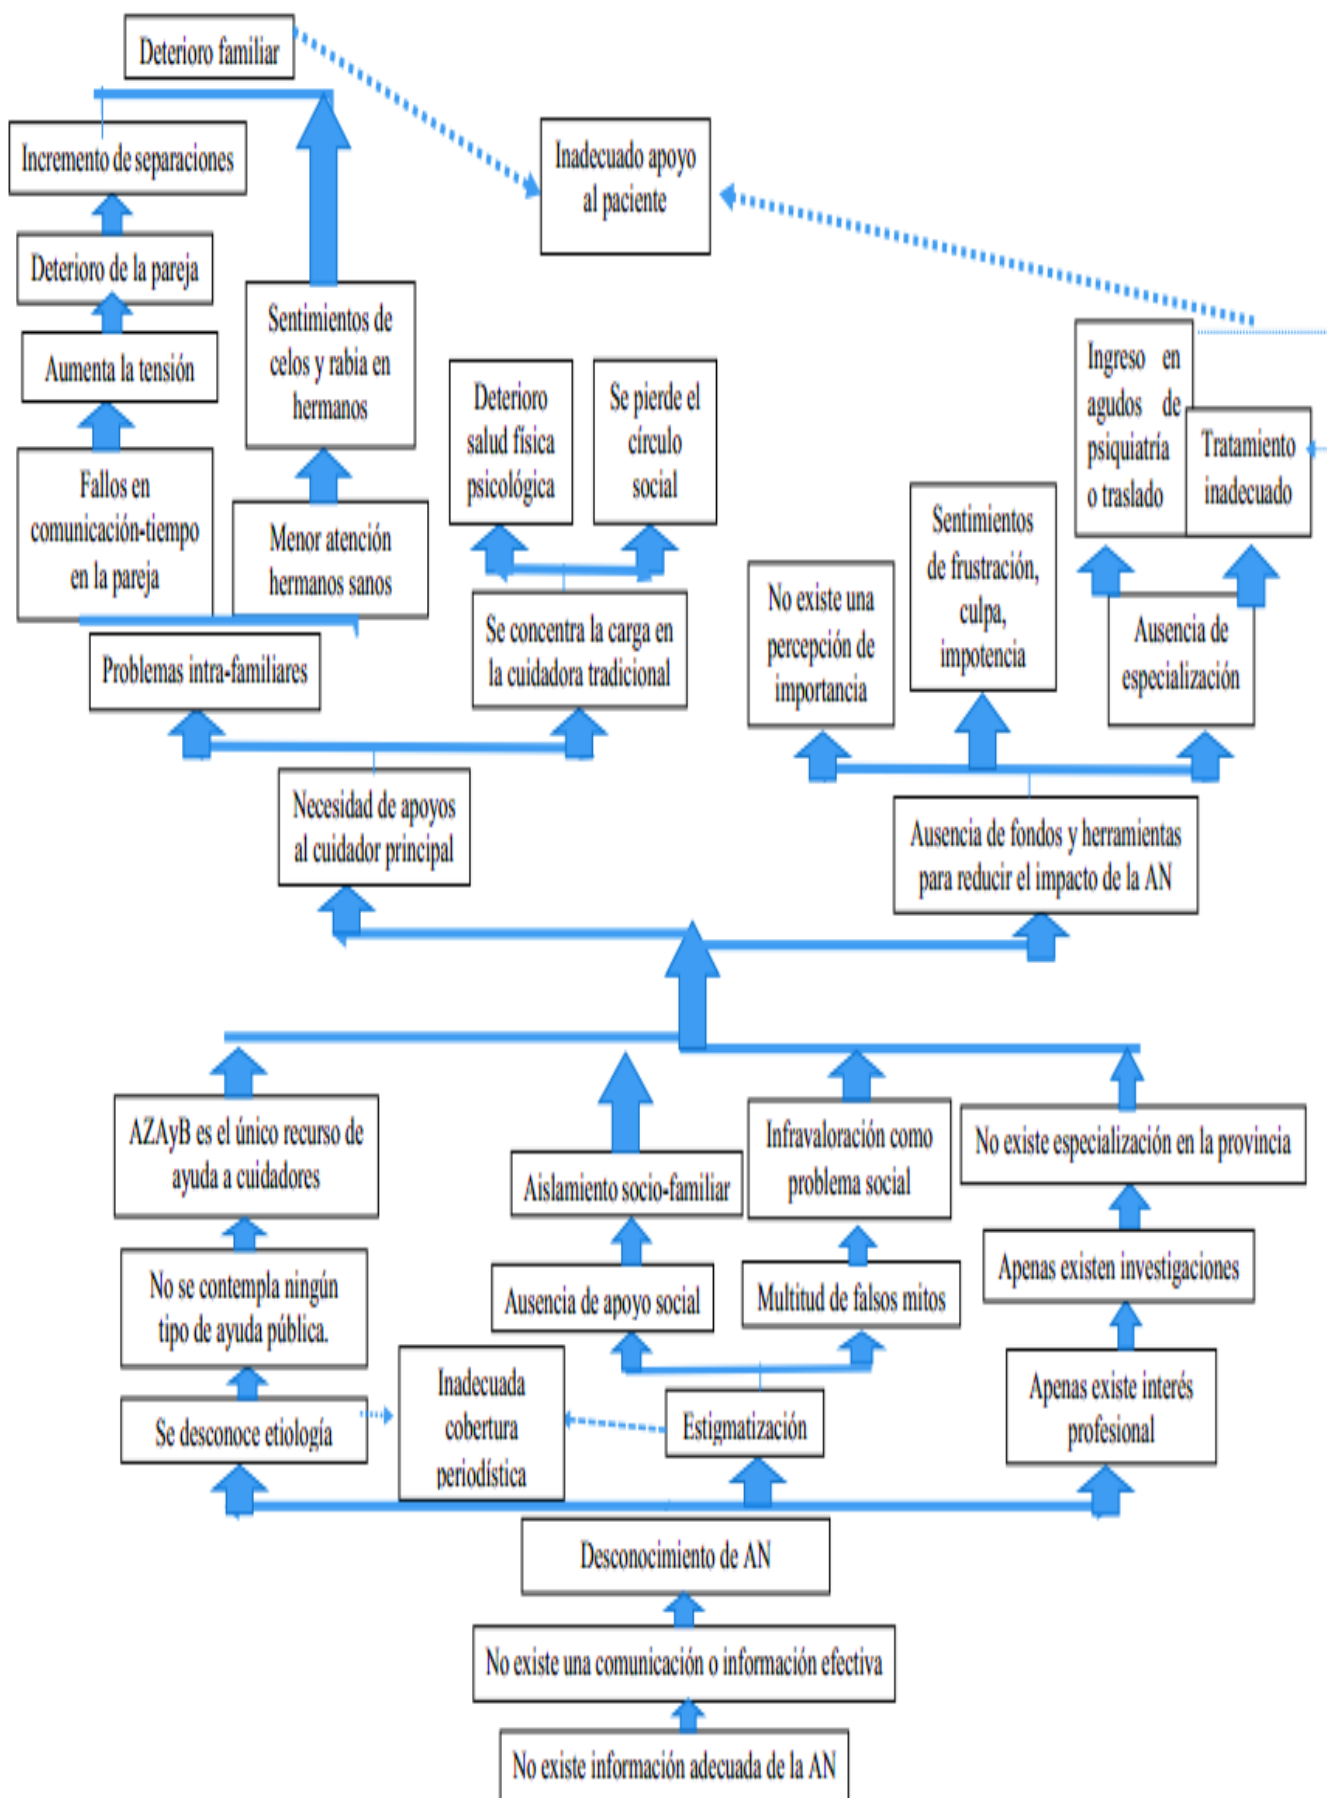 Deterioro familiar
Incremento de separaciones
Inadecuado apoyo
al paciente
Deterioro de la pareja
Sentimientos de
celos y rabia en
hermanos
Aumenta la tensión
Deterioro
salud física
psicológica
Se pierde el
círculo
social
Ingreso en
agudos de
psiquiatría
o traslado
Tratamiento
inadecuado
Fallos en
comunicación-tiempo
en la pareja
Menor atención
hermanos sanos
Sentimientos
de frustración,
culpa,
impotencia
No existe una
percepción de
importancia
Ausencia de
especialización
Problemas intra-familiares
Se concentra la carga en
la cuidadora tradicional
Necesidad de apoyos
al cuidador principal
Ausencia de fondos y herramientas
para reducir el impacto de la AN
AZAyB es el único recurso de
ayuda a cuidadores
Aislamiento socio-familiar
Infravaloración como
problema social
No existe especialización en la provincia
No se contempla ningún
tipo de ayuda pública.
Ausencia de apoyo social
Multitud de falsos mitos
Apenas existen investigaciones
Se desconoce etiología
Inadecuada
cobertura
periodística
Estigmatización
Apenas existe interés
profesional
Desconocimiento de AN
No existe una comunicación o información efectiva
No existe información adecuada de la AN